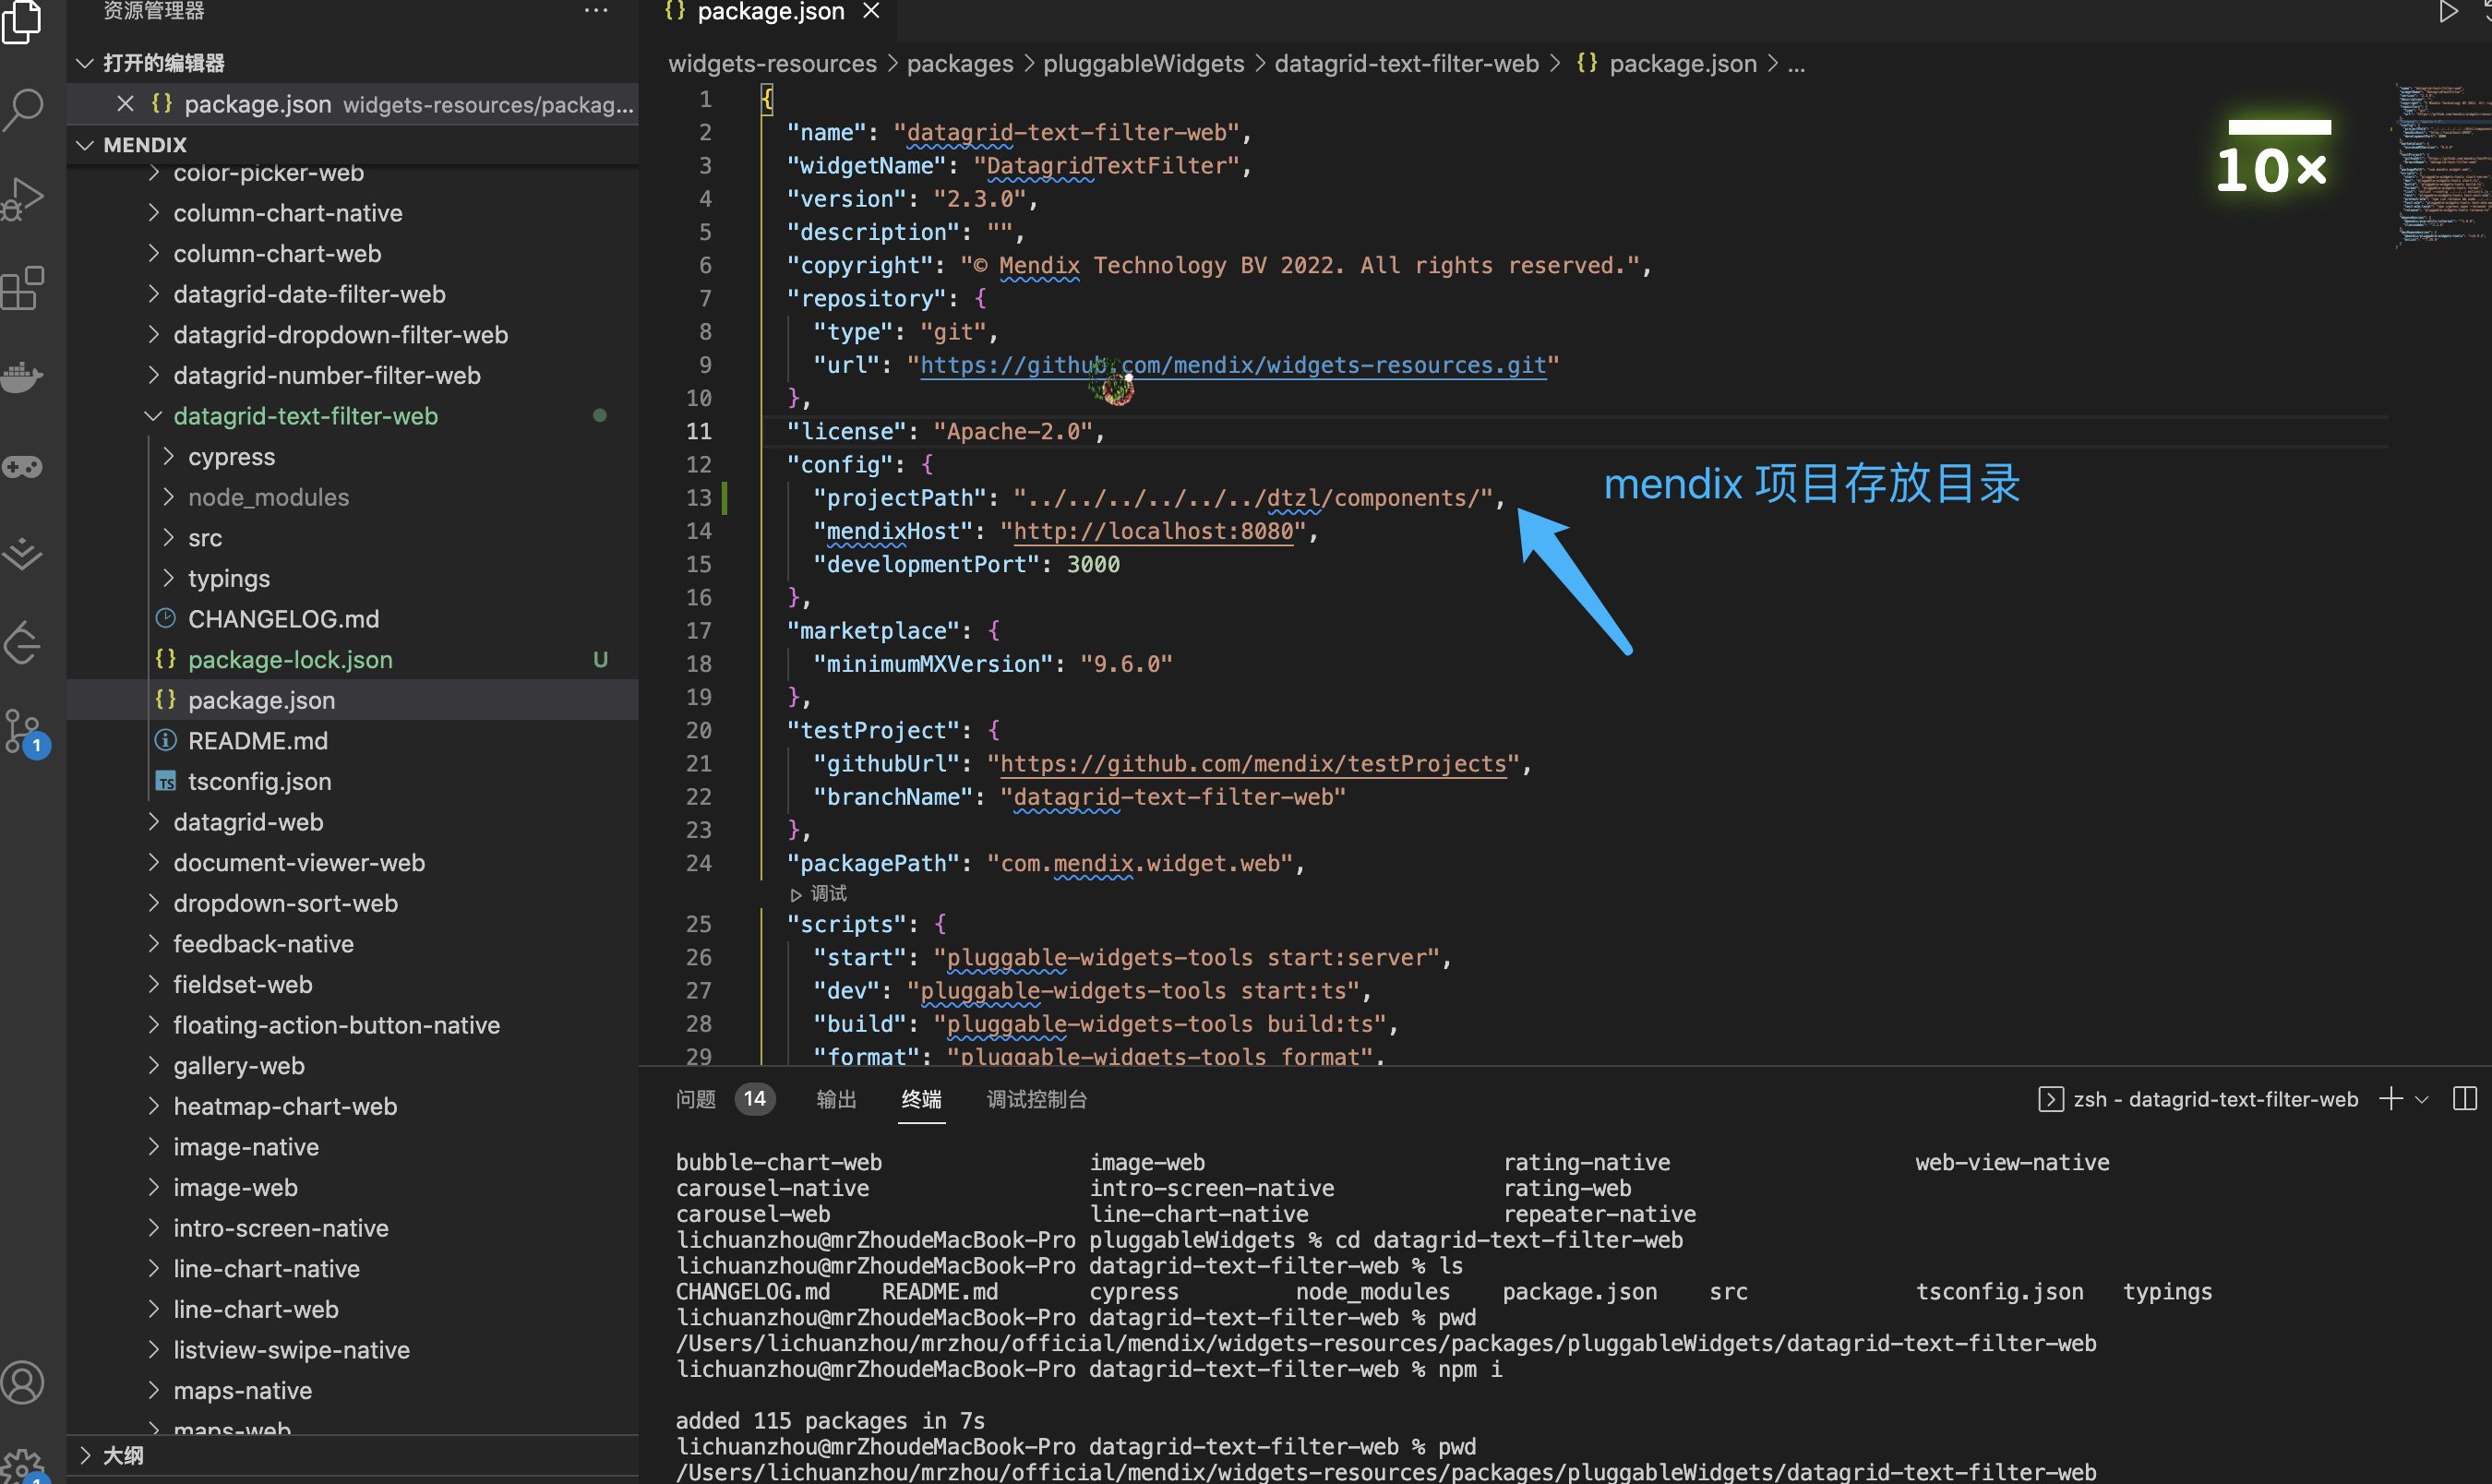 资源管理器
打开的编辑器
package.json widgets-resources/packag...
MENDIX
color-picker-web
column-chart-native
column-chart-web
datagrid-date-filter-web
datagrid-dropdown-filter-web
datagrid-number-filter-web
datagrid-text-filter-web
cypress
node_modules
src
typings
CHANGELOG.md
package-lock.json U
package.json
README.md
tsconfig.json
datagrid-web
document-viewer-web
dropdown-sort-web
feedback-native
fieldset-web
floating-action-button-native
gallery-web
heatmap-chart-web
image-native
image-web
intro-screen-native
line-chart-native
line-chart-web
listview-swipe-native
maps-native
maps-web
大纲
1
package.json
widgets-resources > packages > pluggableWidgets > datagrid-text-filter-web > {} package.json > ...
1 {
2 "name": "datagrid-text-filter-web",
3 "widgetName": "DatagridTextFilter",
4 "version": "2.3.0",
5 "description": "",
6 "copyright": "© Mendix Technology BV 2022. All rights reserved.",
7 "repository": {
8 "type": "git",
9 "url": "https://github.com/mendix/widgets-resources.git"
10 },
11 "license": "Apache-2.0",
12 "config": {
13 "projectPath": "../../../../../../dtzl/components/",
14 "mendixHost": "http://localhost:8080",
15 "developmentPort": 3000
16 },
17 "marketplace": {
18 "minimumMXVersion": "9.6.0"
19 },
20 "testProject": {
21 "githubUrl": "https://github.com/mendix/testProjects",
22 "branchName": "datagrid-text-filter-web"
23 },
24 "packagePath": "com.mendix.widget.web",
调试
25 "scripts": {
26 "start": "pluggable-widgets-tools start:server",
27 "dev": "pluggable-widgets-tools start:ts",
28 "build": "pluggable-widgets-tools build:ts",
29 "format": "pluggable-widgets-tools format",
mendix 项目存放目录
10×
问题 14 输出 终端 调试控制台
zsh - datagrid-text-filter-web
bubble-chart-web image-web rating-native web-view-native
carousel-native intro-screen-native rating-web
carousel-web line-chart-native repeater-native
lichuanzhou@mrZhoudeMacBook-Pro pluggableWidgets % cd datagrid-text-filter-web
lichuanzhou@mrZhoudeMacBook-Pro datagrid-text-filter-web % ls
CHANGELOG.md README.md cypress node_modules package.json src tsconfig.json typings
lichuanzhou@mrZhoudeMacBook-Pro datagrid-text-filter-web % pwd
/Users/lichuanzhou/mrzhou/official/mendix/widgets-resources/packages/pluggableWidgets/datagrid-text-filter-web
lichuanzhou@mrZhoudeMacBook-Pro datagrid-text-filter-web % npm i
added 115 packages in 7s
lichuanzhou@mrZhoudeMacBook-Pro datagrid-text-filter-web % pwd
/Users/lichuanzhou/mrzhou/official/mendix/widgets-resources/packages/pluggableWidgets/datagrid-text-filter-web